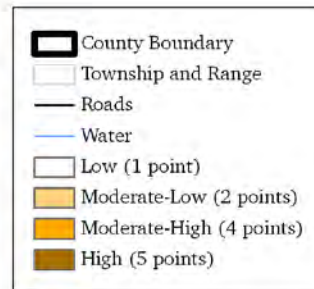 County Boundary
Township and Range
Roads
Water
Low (1 point)
Moderate-Low (2 points)
Moderate-High (4 points)
High (5 points)